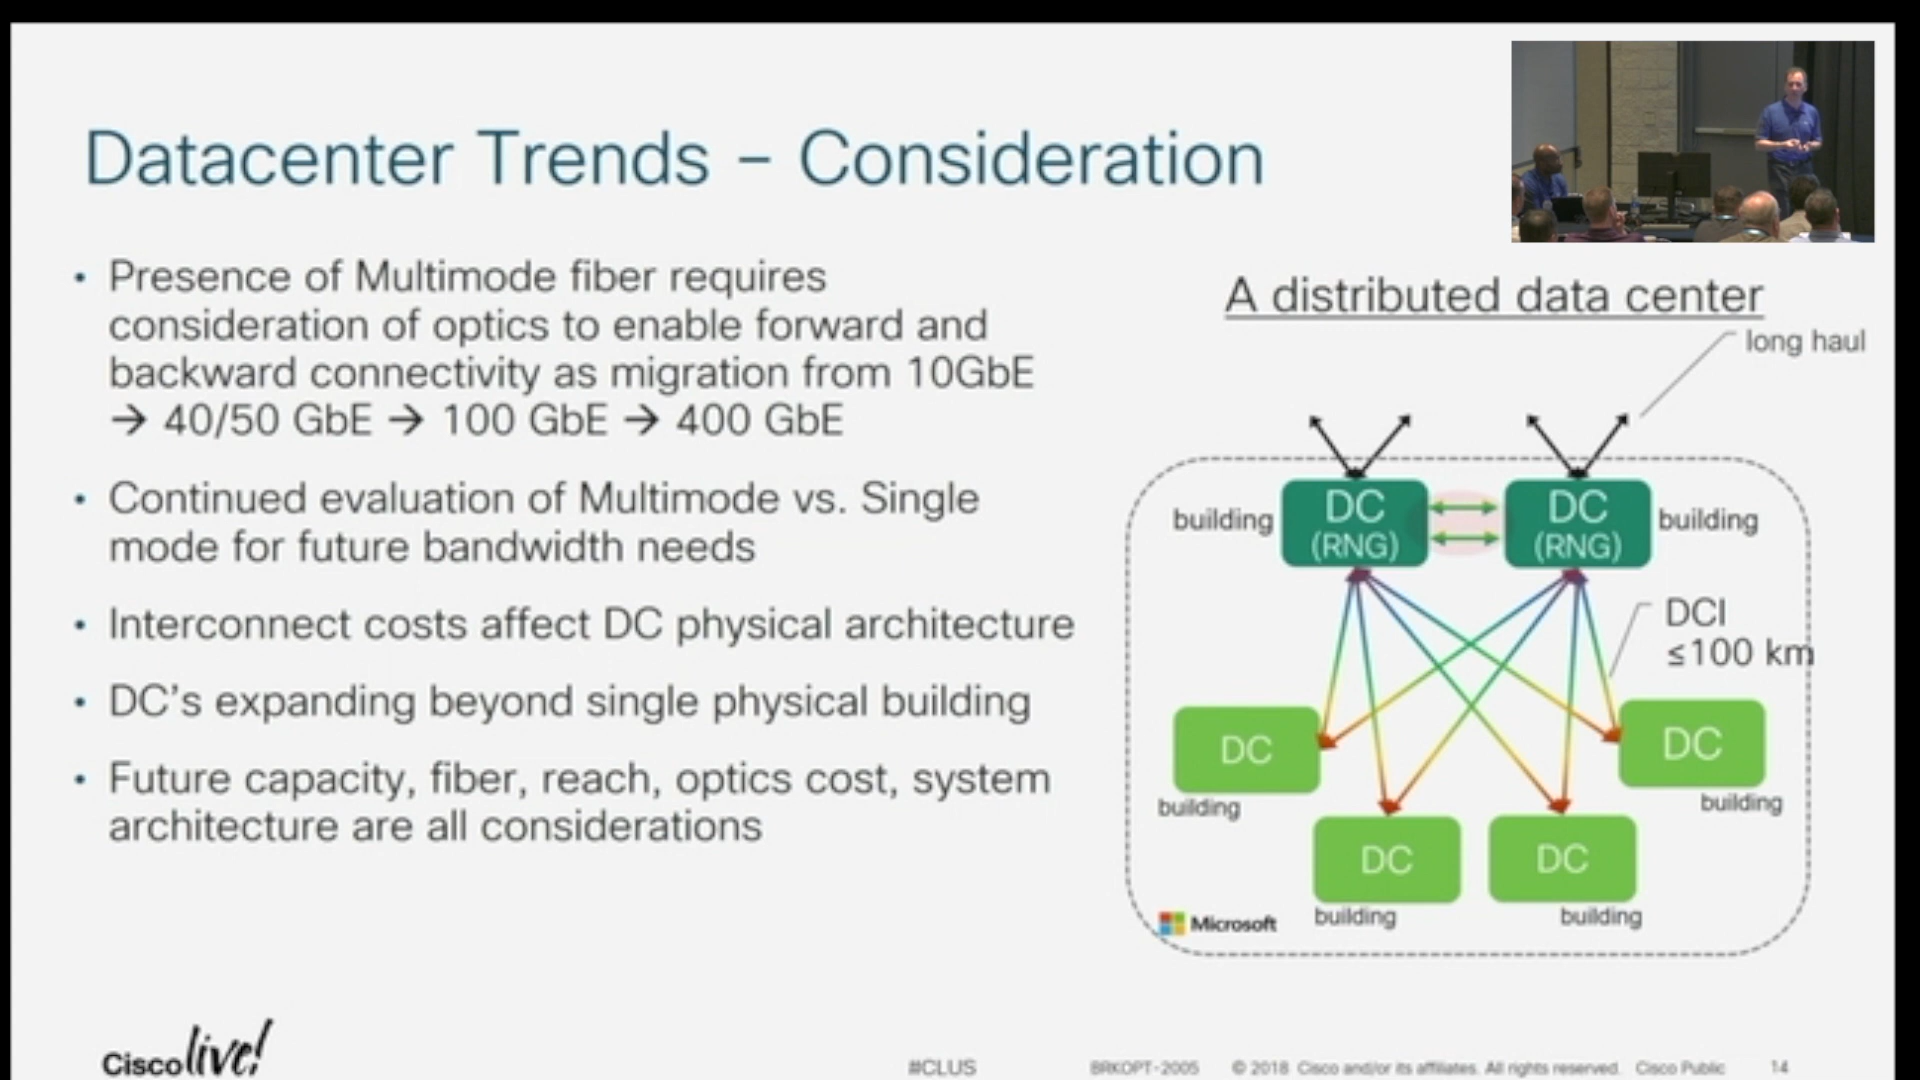 Datacenter Trends – Consideration
• Presence of Multimode fiber requires
consideration of optics to enable forward and
backward connectivity as migration from 10GbE
→ 40/50 GbE → 100 GbE → 400 GbE
• Continued evaluation of Multimode vs. Single
mode for future bandwidth needs
• Interconnect costs affect DC physical architecture
• DC's expanding beyond single physical building
• Future capacity, fiber, reach, optics cost, system
architecture are all considerations
A distributed data center
long haul
building
DC
(RNG)
DC
(RNG)
building
DCI
≤100 km
DC
building
DC
building
DC
building
DC
building
Microsoft
Cisco live!
#CLUS
BRKOPT-2005
© 2018 Cisco and/or its affiliates. All rights reserved. Cisco Public
14